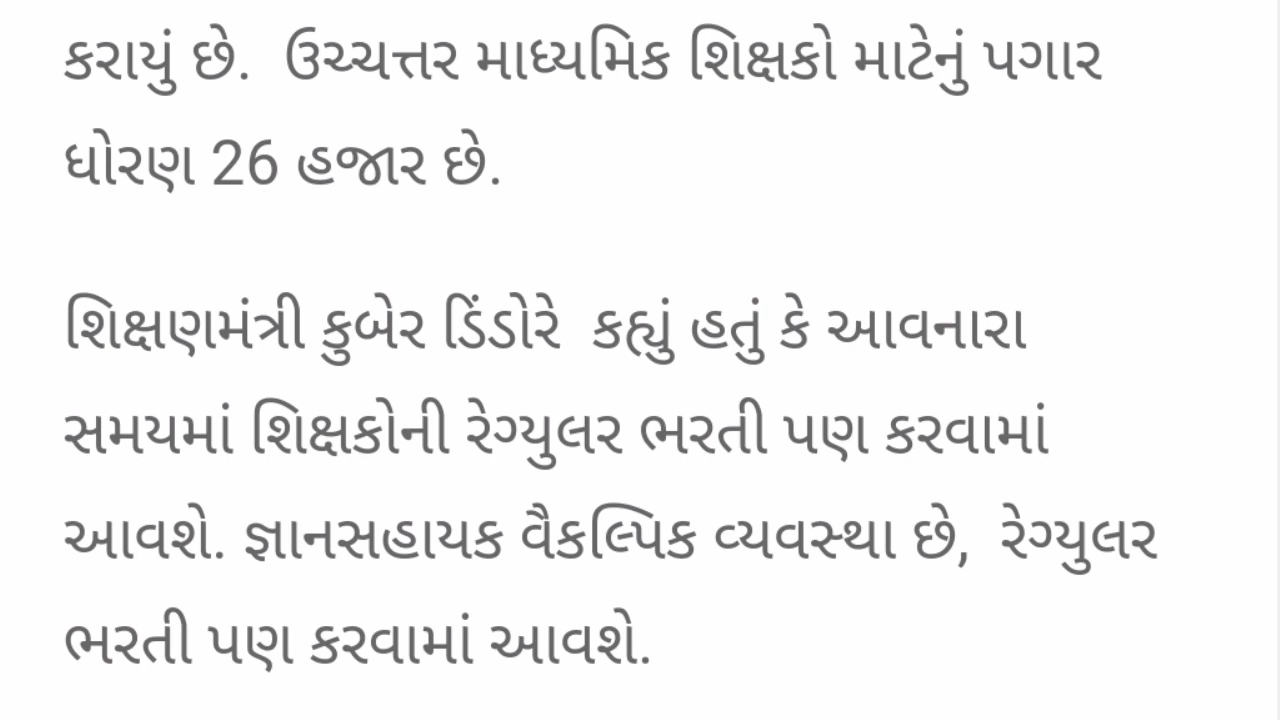 કરાયું છે.  ઉચ્ચત્તર માધ્યમિક શિક્ષકો માટેનું પગાર
ધોરણ 26 હજાર છે.
શિક્ષણમંત્રી કુબેર ડિંડોરે  કહ્યું હતું કે આવનારા
સમયમાં શિક્ષકોની રેગ્યુલર ભરતી પણ કરવામાં
આવશે. જ્ઞાનસહાયક વૈકલ્પિક વ્યવસ્થા છે,  રેગ્યુલર
ભરતી પણ કરવામાં આવશે.